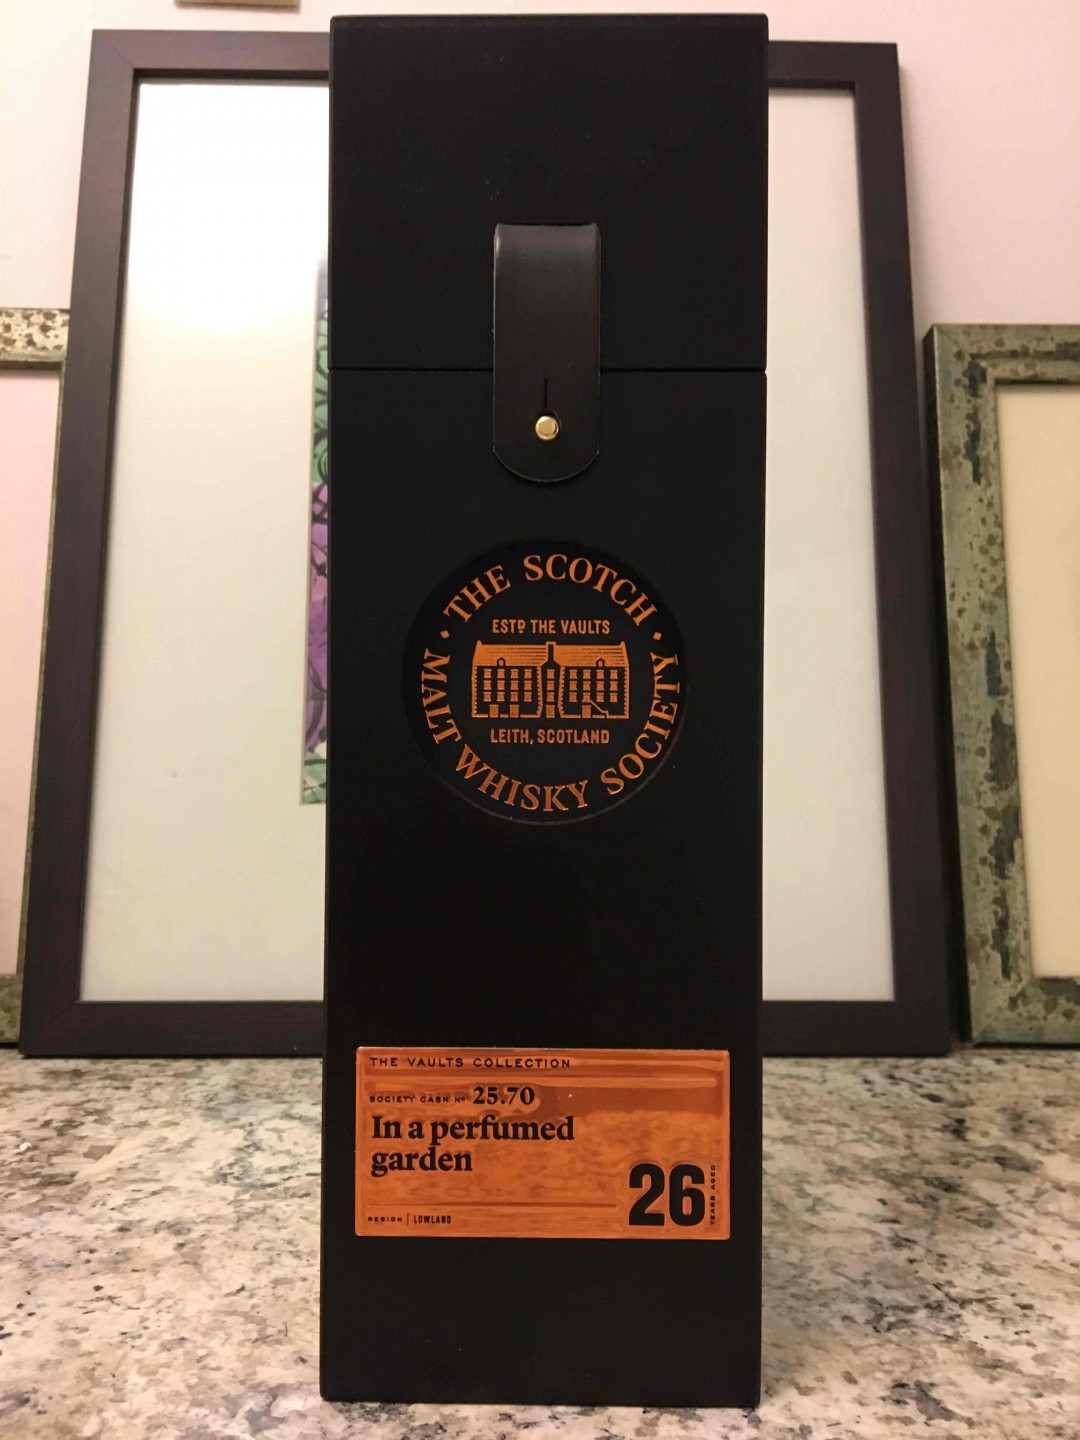 THE SCOTCH
MALT WHISKY SOCIETY
ESTD THE VAULTS
LEITH, SCOTLAND
THE VAULTS COLLECTION
SOCIETY CASK Nº 25.70
In a perfumed
garden
26 YEARS AGED
REGION | LOWLAND